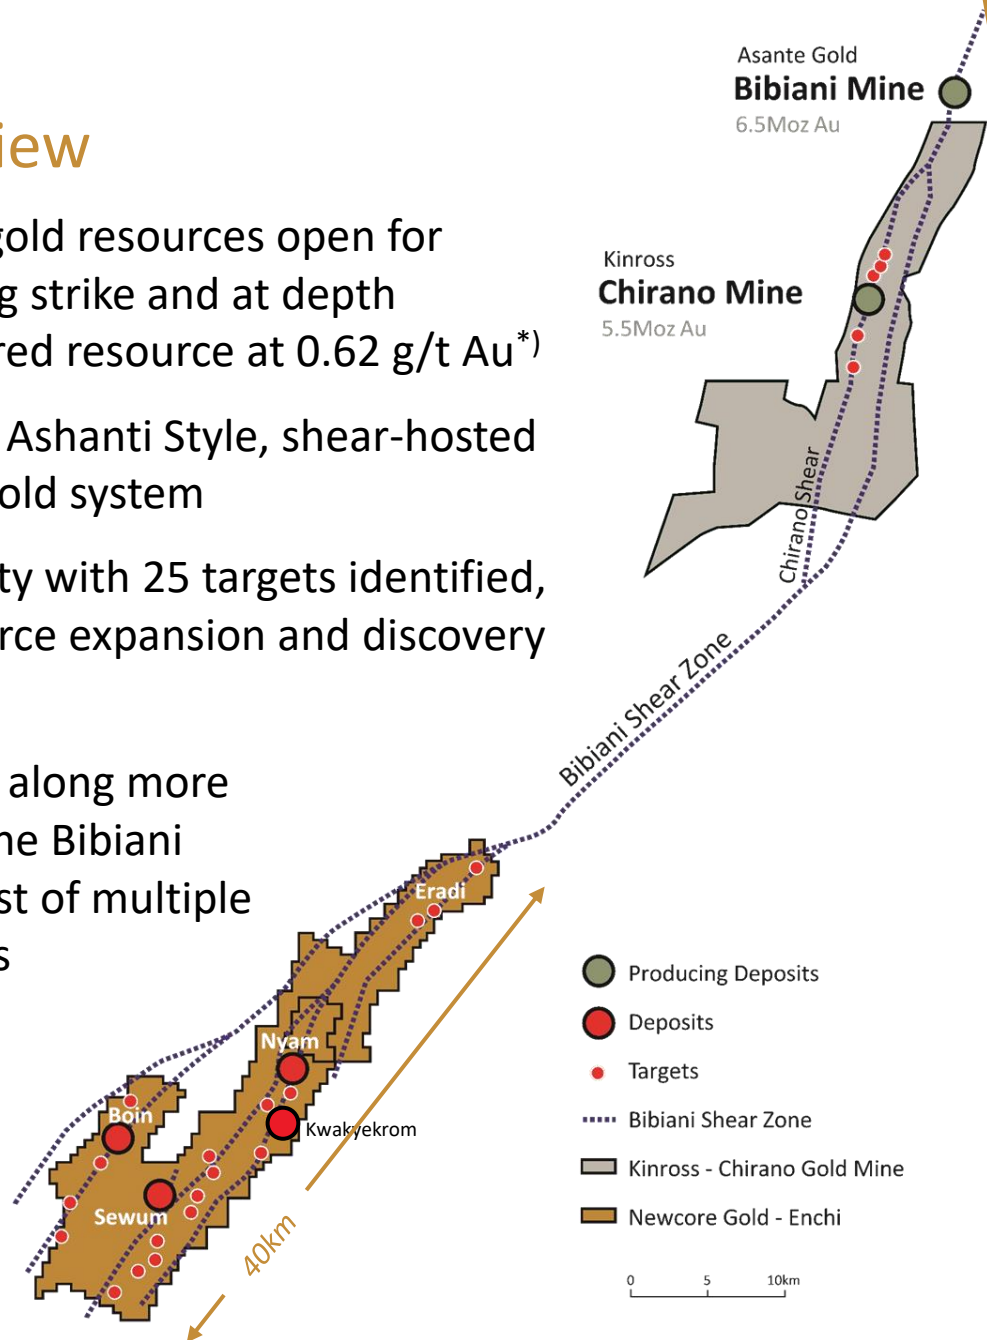 Asante Gold
Bibiani Mine
6.5Moz Au
iew
gold resources open for
g strike and at depth
red resource at 0.62 g/t Au*)
Ashanti Style, shear-hosted
old system
ty with 25 targets identified,
rce expansion and discovery
along more
ne Bibiani
st of multiple
s
Kinross
Chirano Mine
5.5Moz Au
Chirano Shear
Bibiani Shear Zone
Eradi
Nyam
Kwakyekrom
Boin
Sewum
40km
Producing Deposits
Deposits
Targets
Bibiani Shear Zone
Kinross - Chirano Gold Mine
Newcore Gold - Enchi
0 5 10km